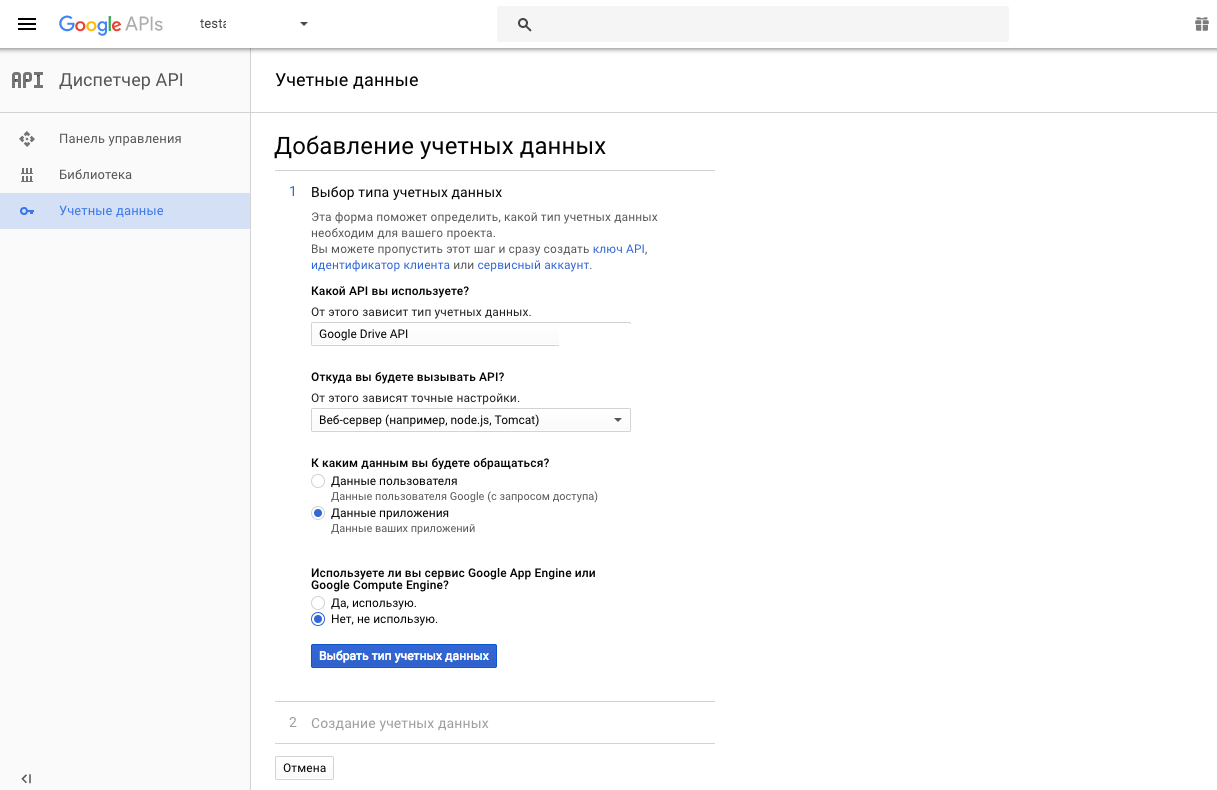 Google APIs
testa
API Диспетчер API
Учетные данные
Панель управления
Библиотека
Учетные данные
Добавление учетных данных
1 Выбор типа учетных данных
Эта форма поможет определить, какой тип учетных данных
необходим для вашего проекта.
Вы можете пропустить этот шаг и сразу создать ключ API,
идентификатор клиента или сервисный аккаунт.
Какой API вы используете?
От этого зависит тип учетных данных.
Google Drive API
Откуда вы будете вызывать API?
От этого зависят точные настройки.
Веб-сервер (например, node.js, Tomcat)
К каким данным вы будете обращаться?
Данные пользователя
Данные пользователя Google (с запросом доступа)
Данные приложения
Данные ваших приложений
Используете ли вы сервис Google App Engine или
Google Compute Engine?
Да, использую.
Нет, не использую.
Выбрать тип учетных данных
2 Создание учетных данных
Отмена